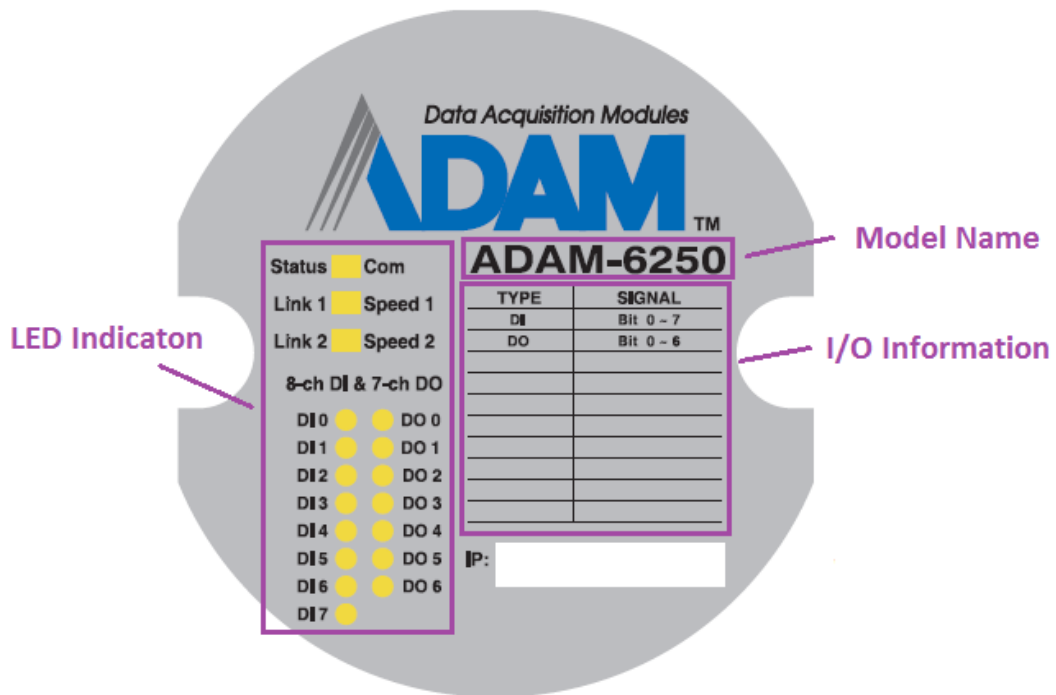 Data Acquisition Modules
ADAM
TM
ADAM-6250
Model Name
Status Com
Link 1 Speed 1
Link 2 Speed 2
LED Indicaton
8-ch DI & 7-ch DO
DI 0 DO 0
DI 1 DO 1
DI 2 DO 2
DI 3 DO 3
DI 4 DO 4
DI 5 DO 5
DI 6 DO 6
DI 7
TYPE SIGNAL
DI Bit 0 ~ 7
DO Bit 0 ~ 6
I/O Information
IP: